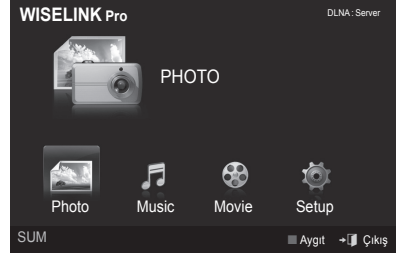 WISELINK Pro
DLNA : Server
PHOTO
Photo Music Movie Setup
SUM
Aygıt Çıkış